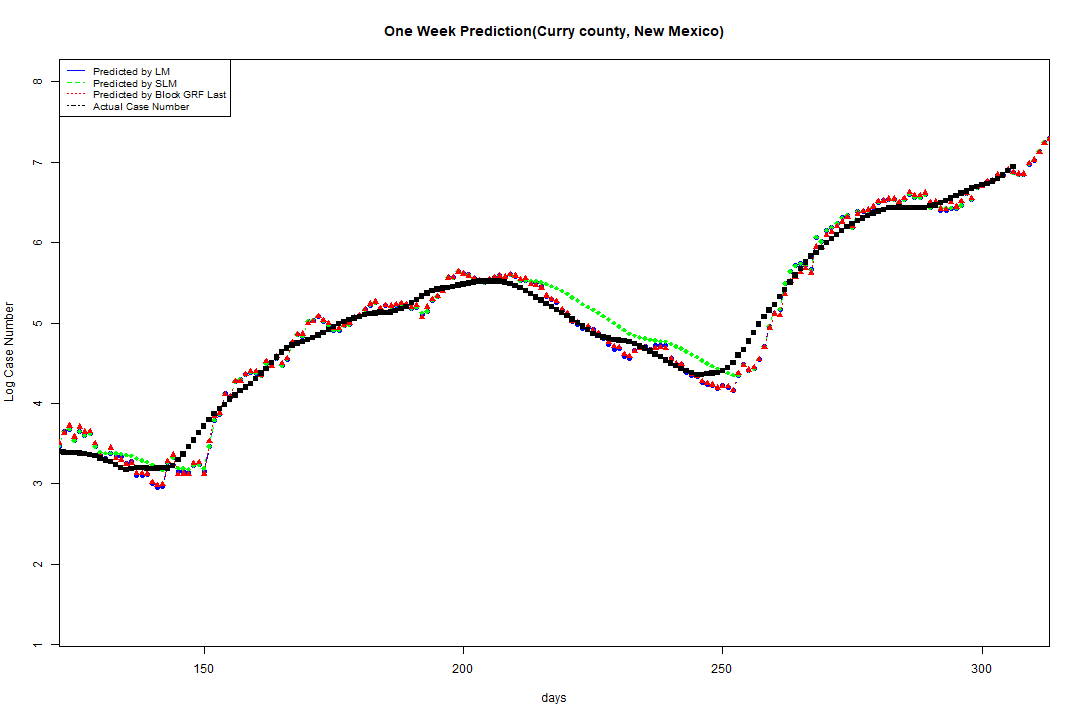 One Week Prediction(Curry county, New Mexico)
Predicted by LM
Predicted by SLM
Predicted by Block GRF Last
Actual Case Number
8
7
6
5
4
3
2
1
Log Case Number
150 200 250 300
days